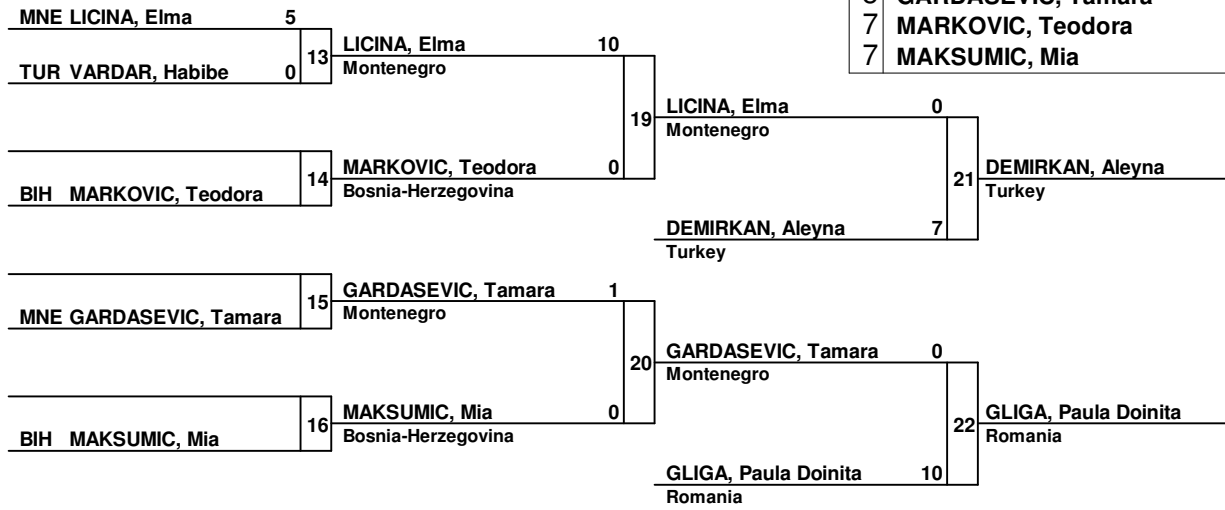 GARDASEVIC, Tamara
7 MARKOVIC, Teodora
7 MAKSUMIC, Mia
MNE LICINA, Elma 5
TUR VARDAR, Habibe 0
13
LICINA, Elma 10
Montenegro
BIH MARKOVIC, Teodora
14
MARKOVIC, Teodora 0
Bosnia-Herzegovina
19
LICINA, Elma 0
Montenegro
DEMIRKAN, Aleyna 7
Turkey
21
DEMIRKAN, Aleyna
Turkey
MNE GARDASEVIC, Tamara
15
GARDASEVIC, Tamara 1
Montenegro
BIH MAKSUMIC, Mia
16
MAKSUMIC, Mia 0
Bosnia-Herzegovina
20
GARDASEVIC, Tamara 0
Montenegro
GLIGA, Paula Doinita 10
Romania
22
GLIGA, Paula Doinita
Romania